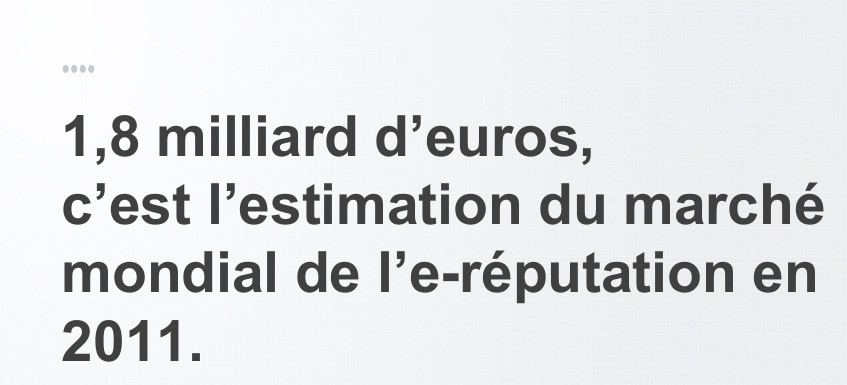 1,8 milliard d’euros,
c’est l’estimation du marché
mondial de l’e-réputation en
2011.